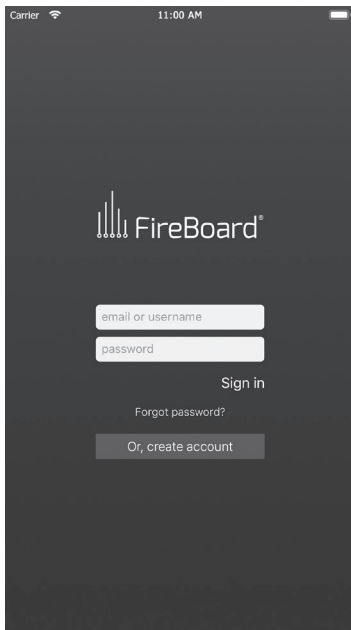 Carrier 11:00 AM
FireBoard®
email or username
password
Sign in
Forgot password?
Or, create account